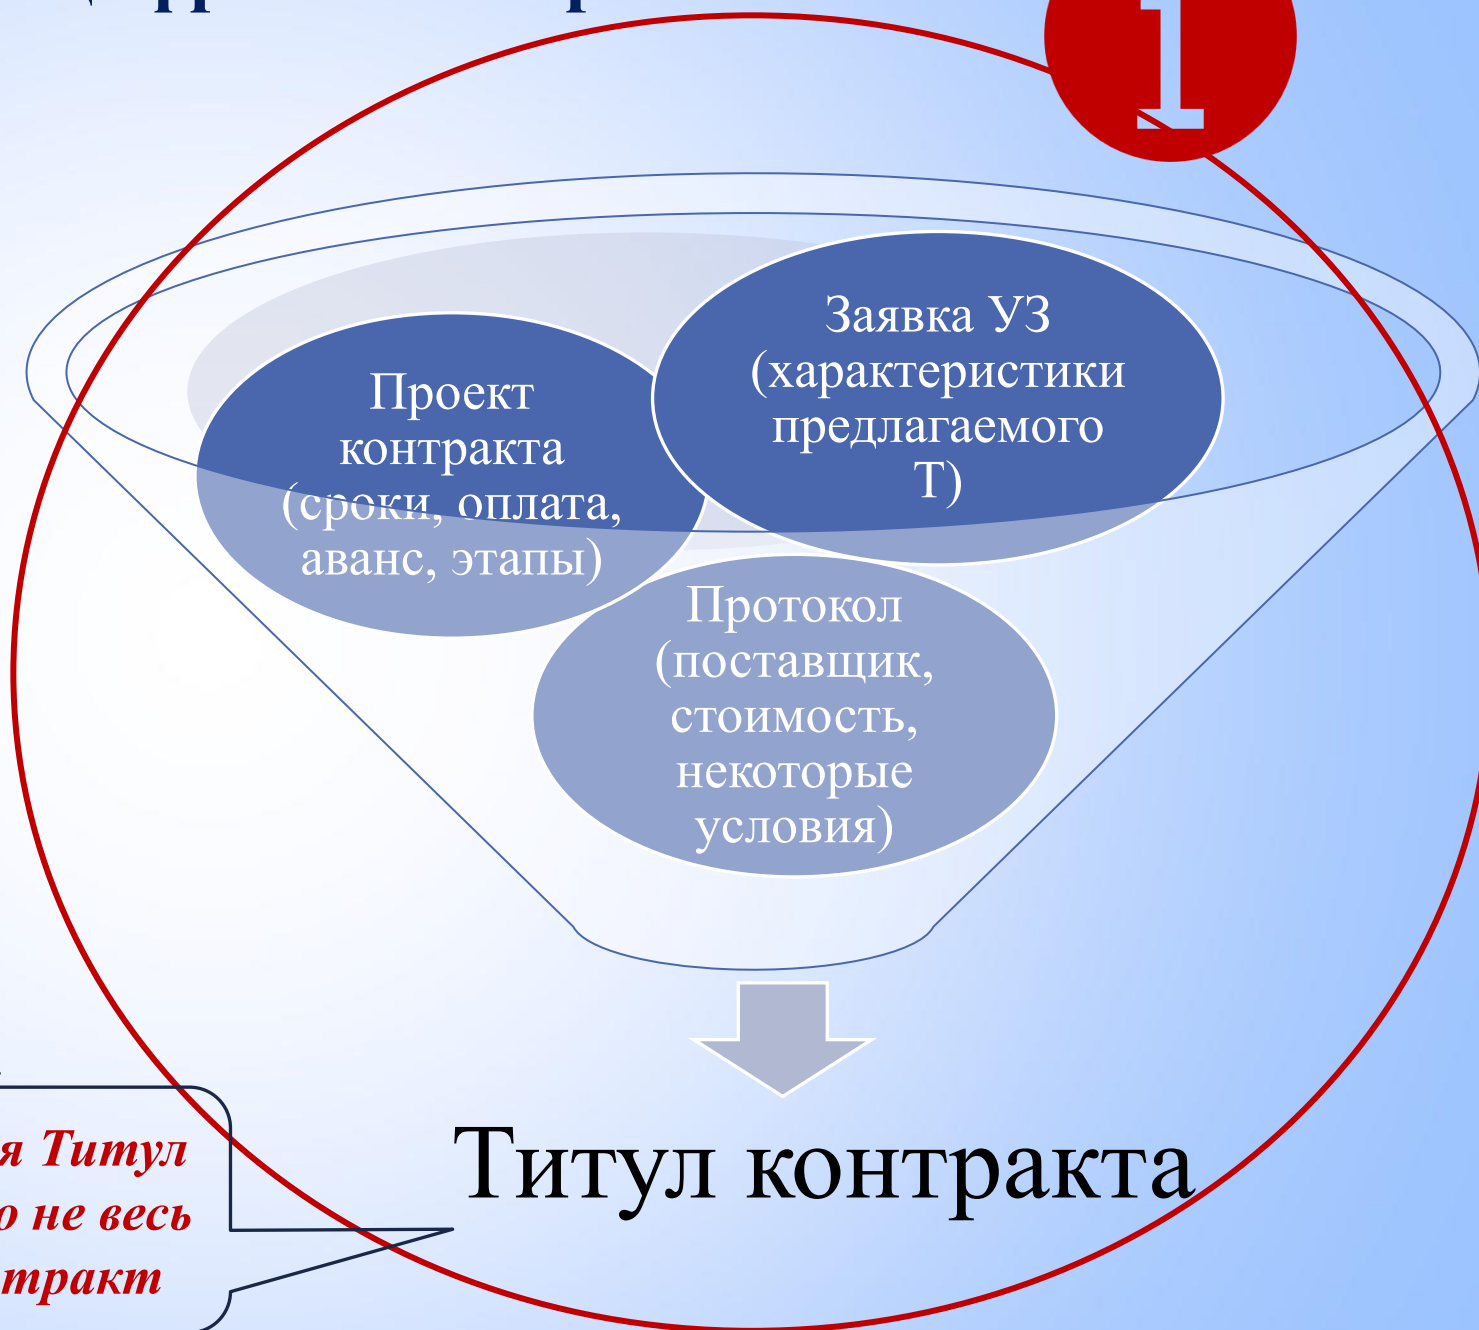 1
Заявка УЗ
(характеристики
предлагаемого
Т)
Проект
контракта
(сроки, оплата,
аванс, этапы)
Протокол
(поставщик,
стоимость,
некоторые
условия)
Титул контракта
я Титул
о не весь
тракт